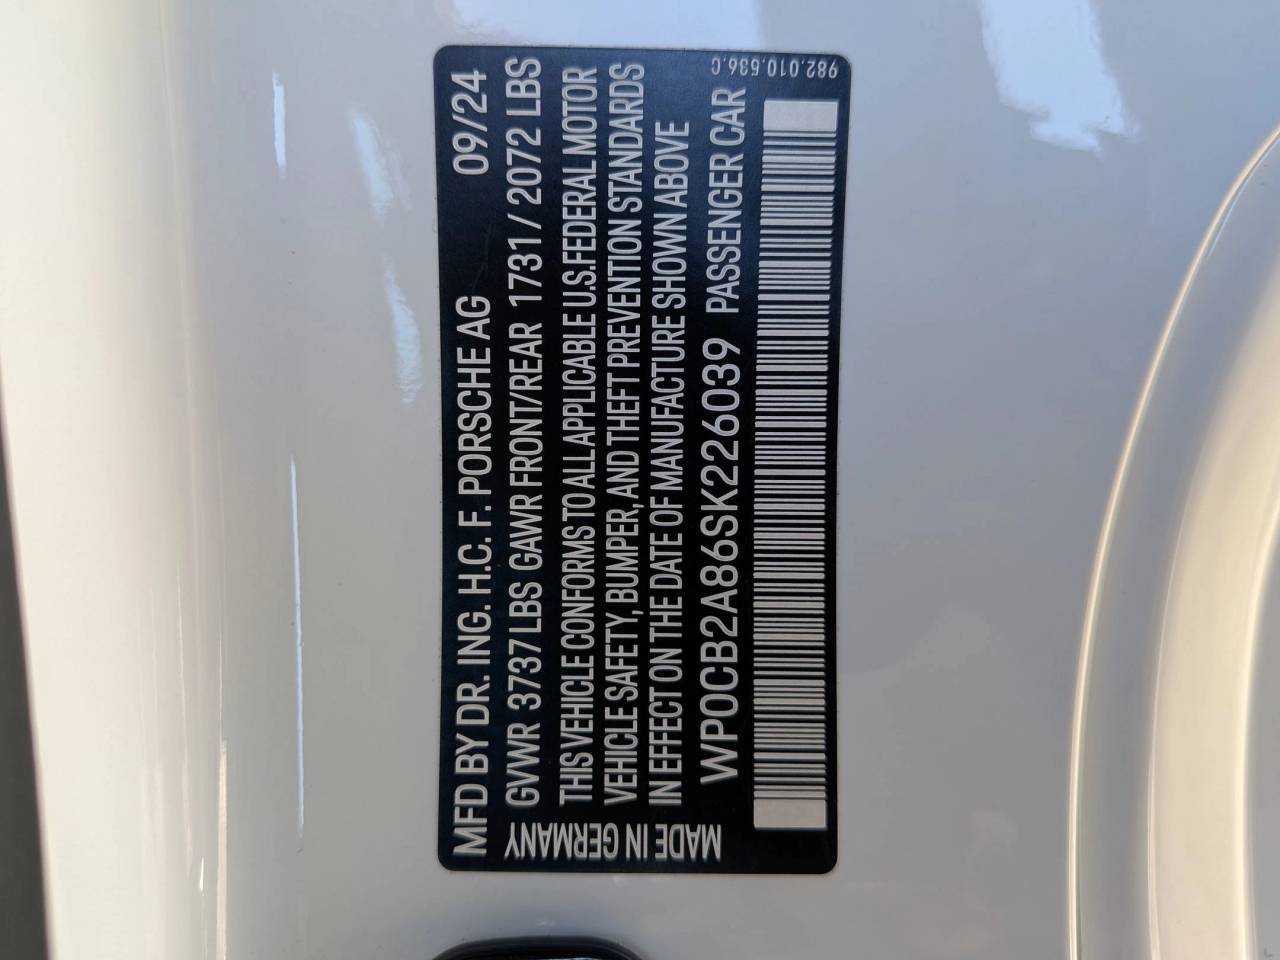 MFD BY DR. ING. H.C. F. PORSCHE AG 09/24
GVWR 3737 LBS GAWR FRONT/REAR 1731 / 2072 LBS
THIS VEHICLE CONFORMS TO ALL APPLICABLE U.S. FEDERAL MOTOR
VEHICLE SAFETY, BUMPER, AND THEFT PREVENTION STANDARDS
IN EFFECT ON THE DATE OF MANUFACTURE SHOWN ABOVE
WP0CB2A86SK226039 PASSENGER CAR
MADE IN GERMANY
982.010.536.C